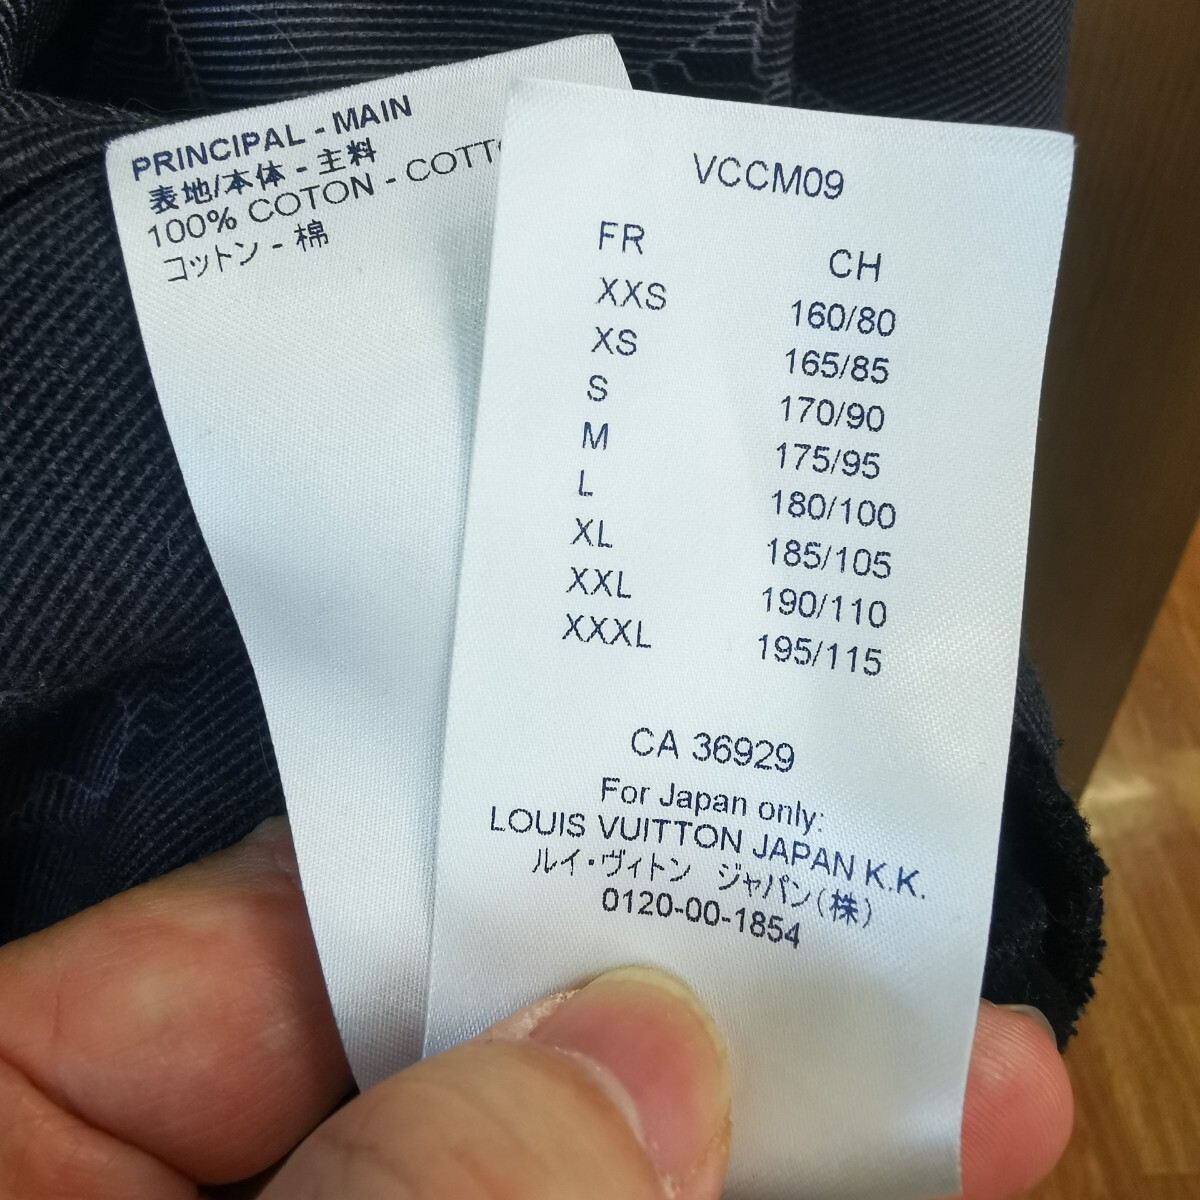 PRINCIPAL - MAIN
表地/本体 - 主料
100% COTON - COTT
コットン - 棉
VCCM09
FR CH
XXS 160/80
XS 165/85
S 170/90
M 175/95
L 180/100
XL 185/105
XXL 190/110
XXXL 195/115
CA 36929
For Japan only:
LOUIS VUITTON JAPAN K.K.
ルイ・ヴィトン ジャパン(株)
0120-00-1854